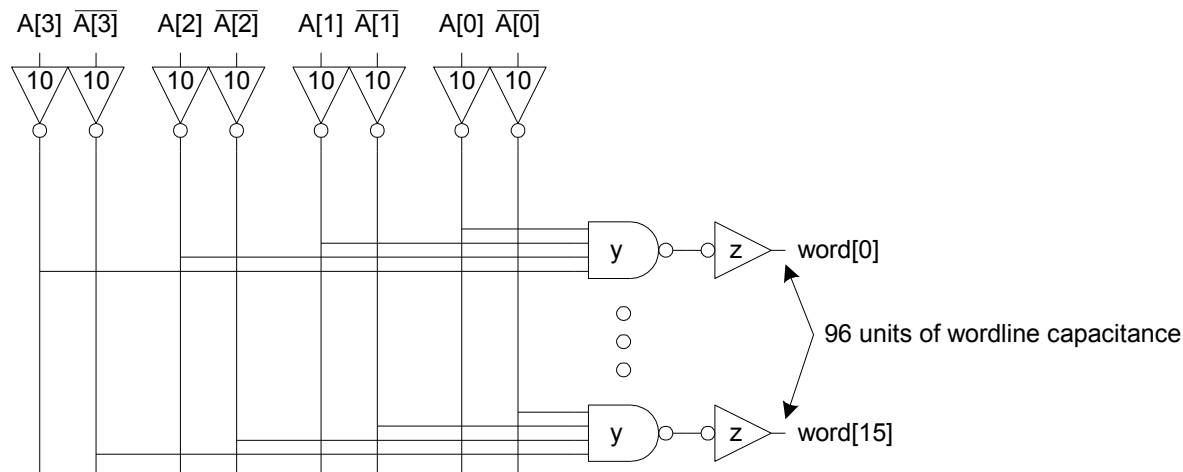 A[3] A̅[̅3̅]̅ A[2] A̅[̅2̅]̅ A[1] A̅[̅1̅]̅ A[0] A̅[̅0̅]̅
10 10 10 10 10 10 10 10
y z word[0]
96 units of wordline capacitance
y z word[15]